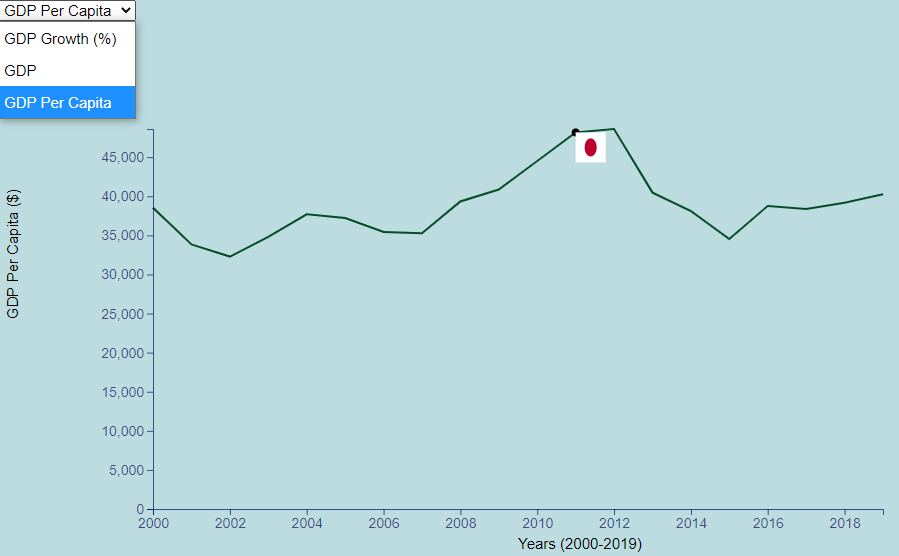 GDP Per Capita
GDP Growth (%)
GDP
GDP Per Capita
GDP Per Capita ($)
45,000
40,000
35,000
30,000
25,000
20,000
15,000
10,000
5,000
0
2000 2002 2004 2006 2008 2010 2012 2014 2016 2018
Years (2000-2019)